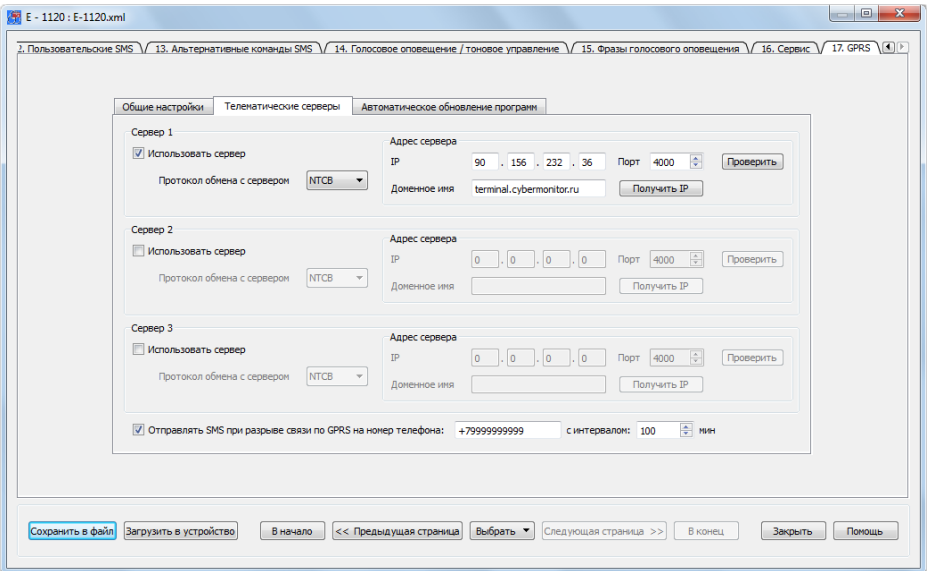 E - 1120 : E-1120.xml
2. Пользовательские SMS 13. Альтернативные команды SMS 14. Голосовое оповещение / тоновое управление 15. Фразы голосового оповещения 16. Сервис 17. GPRS
Общие настройки Телематические серверы Автоматическое обновление программ
Сервер 1
Использовать сервер
Протокол обмена с сервером NTCB
Адрес сервера
IP 90 . 156 . 232 . 36 Порт 4000 Проверить
Доменное имя terminal.cybermonitor.ru Получить IP
Сервер 2
Использовать сервер
Протокол обмена с сервером NTCB
Адрес сервера
IP 0 . 0 . 0 . 0 Порт 4000 Проверить
Доменное имя Получить IP
Сервер 3
Использовать сервер
Протокол обмена с сервером NTCB
Адрес сервера
IP 0 . 0 . 0 . 0 Порт 4000 Проверить
Доменное имя Получить IP
Отправлять SMS при разрыве связи по GPRS на номер телефона: +79999999999 с интервалом: 100 мин
Сохранить в файл Загрузить в устройство В начало << Предыдущая страница Выбрать Следующая страница >> В конец Закрыть Помощь